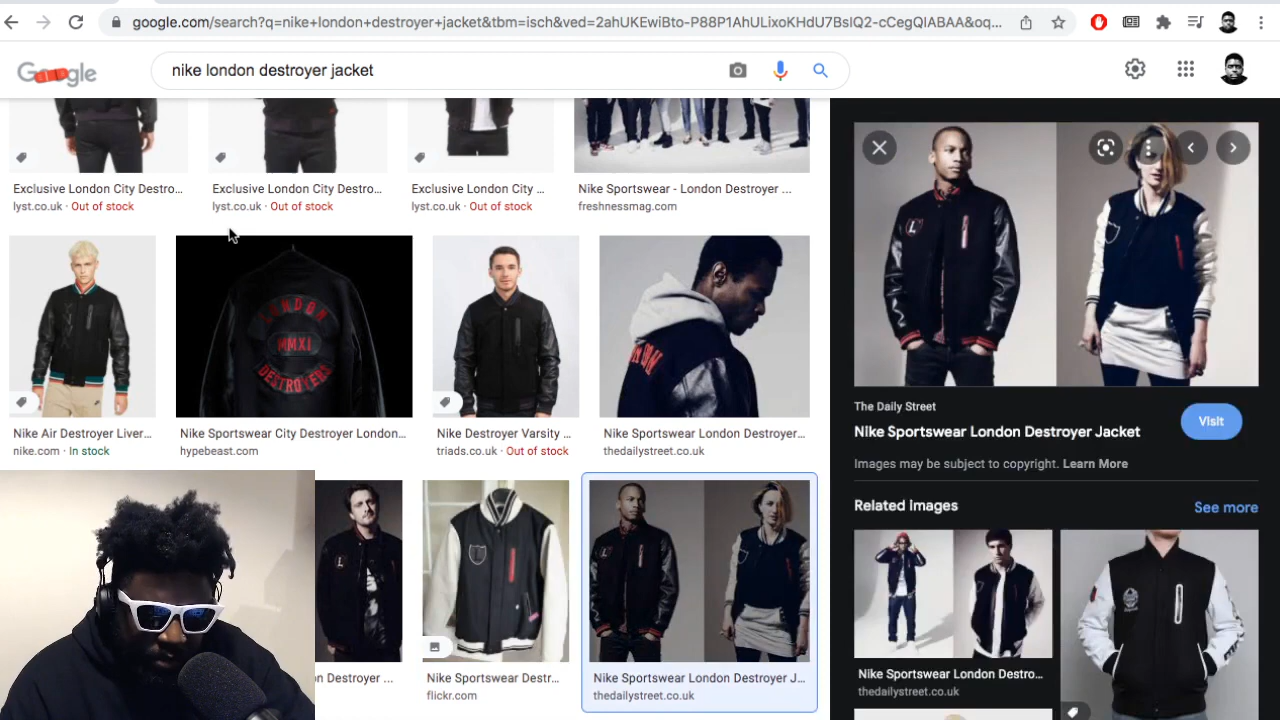 google.com/search?q=nike+london+destroyer+jacket&tbm=isch&ved=2ahUKEwiBto-P88P1AhULixoKHdU7BsIQ2-cCegQIABAA&oq...
Google
nike london destroyer jacket
Exclusive London City Destro...
lyst.co.uk · Out of stock
Exclusive London City Destro...
lyst.co.uk · Out of stock
Exclusive London City ...
lyst.co.uk · Out of stock
Nike Sportswear - London Destroyer ...
freshnessmag.com
LONDON
MMXI
DESTROYERS
Nike Air Destroyer Liver...
nike.com · In stock
Nike Sportswear City Destroyer London...
hypebeast.com
Nike Destroyer Varsity ...
triads.co.uk · Out of stock
Nike Sportswear London Destroyer...
thedailystreet.co.uk
on Destroyer ...
Nike Sportswear Destr...
flickr.com
Nike Sportswear London Destroyer J...
thedailystreet.co.uk
L
The Daily Street
Nike Sportswear London Destroyer Jacket
Visit
Images may be subject to copyright. Learn More
Related images
See more
Nike Sportswear London Destro...
thedailystreet.co.uk